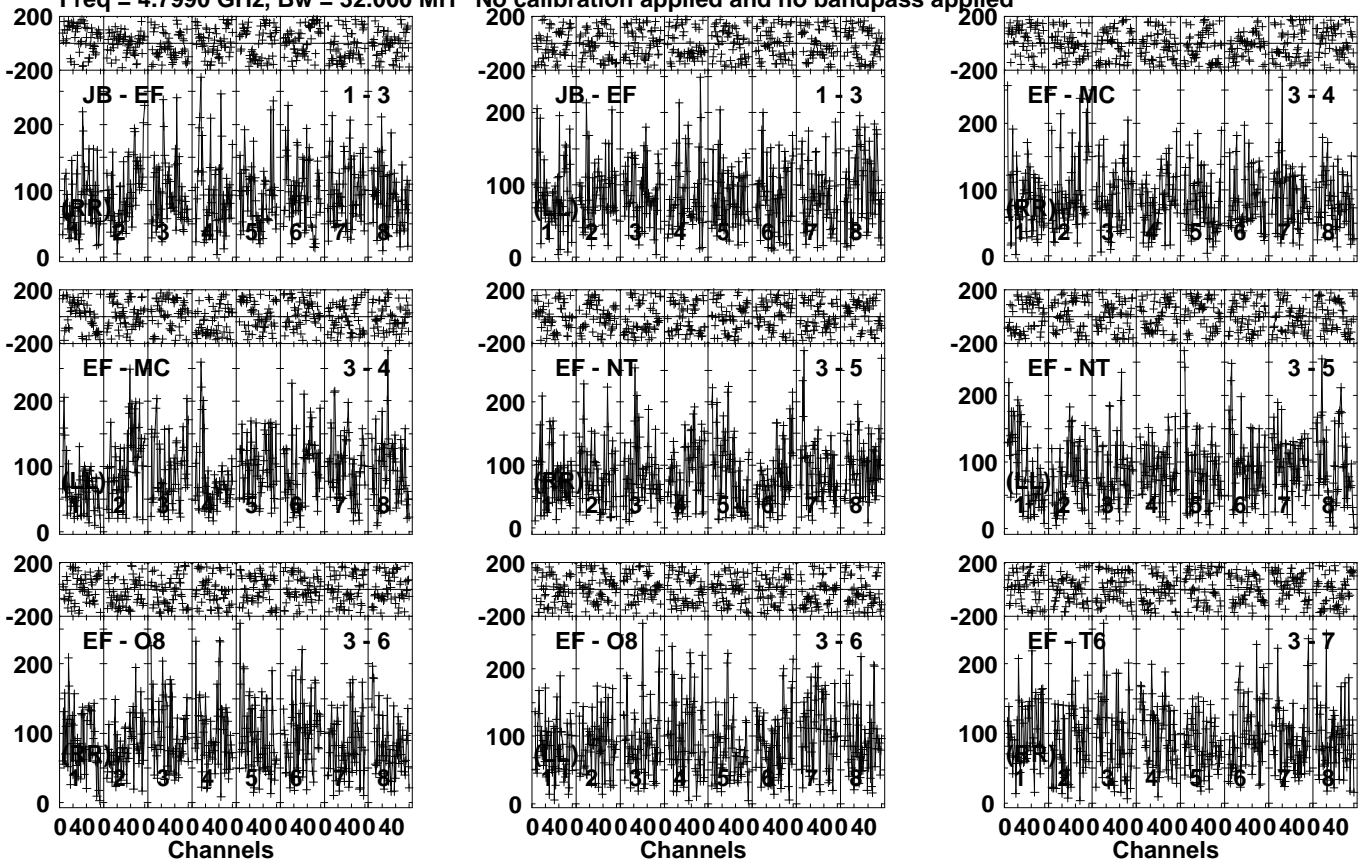 Freq = 4.7990 GHz, Bw = 32.000 MH No calibration applied and no bandpass applied
-200 -200 -200
JB - EF 1 - 3 JB - EF 1 - 3 EF - MC 3 - 4
200 200 200
100 100 100
(RR) (LL) (RR)
1 2 3 4 5 6 7 8 1 2 3 4 5 6 7 8 1 2 3 4 5 6 7 8
0 0 0
200 200 200
-200 -200 -200
EF - MC 3 - 4 EF - NT 3 - 5 EF - NT 3 - 5
200 200 200
100 100 100
(LL) (RR) (LL)
1 2 3 4 5 6 7 8 1 2 3 4 5 6 7 8 1 2 3 4 5 6 7 8
0 0 0
200 200 200
-200 -200 -200
EF - O8 3 - 6 EF - O8 3 - 6 EF - T6 3 - 7
200 200 200
100 100 100
(RR) (LL) (RR)
1 2 3 4 5 6 7 8 1 2 3 4 5 6 7 8 1 2 3 4 5 6 7 8
0 0 0
0 40 0 40 0 40 0 40 0 40 0 40 0 40 0 40 0 40 0 40 0 40 0 40 0 40 0 40 0 40 0 40 0 40 0 40 0 40 0 40 0 40 0 40 0 40 0 40
Channels Channels Channels